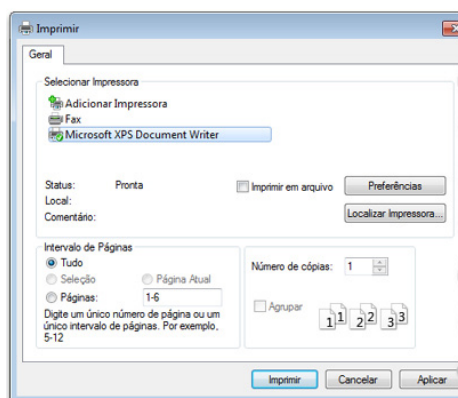 Imprimir
Geral
Selecionar Impressora
Adicionar Impressora
Fax
Microsoft XPS Document Writer
Status: Pronta
Imprimir em arquivo
Preferências
Local:
Comentário:
Localizar Impressora...
Intervalo de Páginas
Tudo
Seleção
Página Atual
Páginas: 1-6
Digite um único número de página ou um
único intervalo de páginas. Por exemplo,
5-12
Número de cópias: 1
Agrupar
1 1 2 2 3 3
Imprimir Cancelar Aplicar